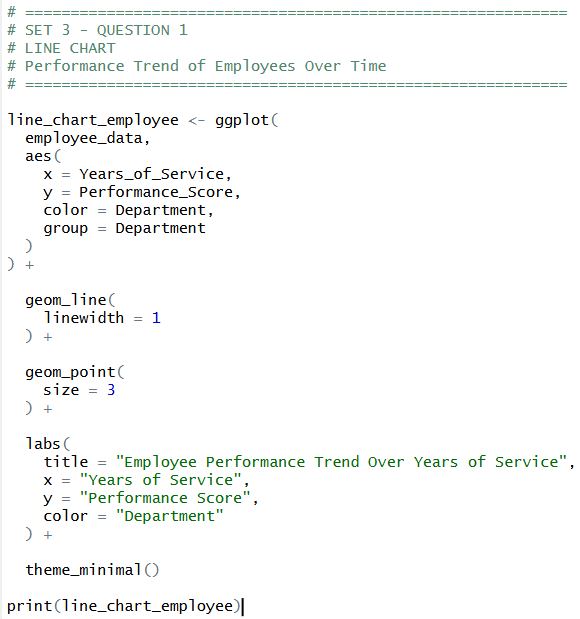 # ============================================================
# SET 3 – QUESTION 1
# LINE CHART
# Performance Trend of Employees Over Time
# ============================================================

line_chart_employee <- ggplot(
  employee_data,
  aes(
    x = Years_of_Service,
    y = Performance_Score,
    color = Department,
    group = Department
  )
) +

  geom_line(
    linewidth = 1
  ) +

  geom_point(
    size = 3
  ) +

  labs(
    title = "Employee Performance Trend Over Years of Service",
    x = "Years of Service",
    y = "Performance Score",
    color = "Department"
  ) +

  theme_minimal()

print(line_chart_employee)